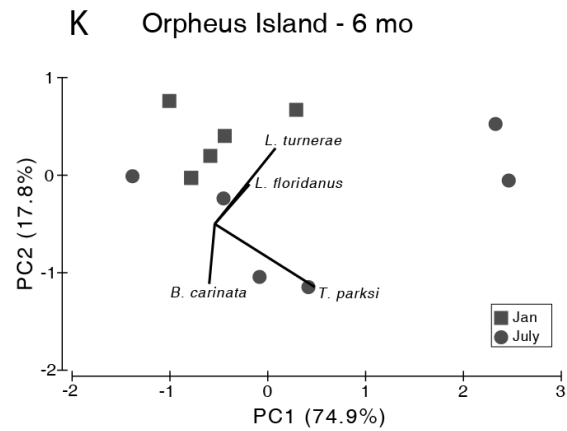 K Orpheus Island - 6 mo
1
0
-1
-2
PC2 (17.8%)
L. turnerae
L. floridanus
B. carinata
T. parksi
Jan
July
-2 -1 0 1 2 3
PC1 (74.9%)